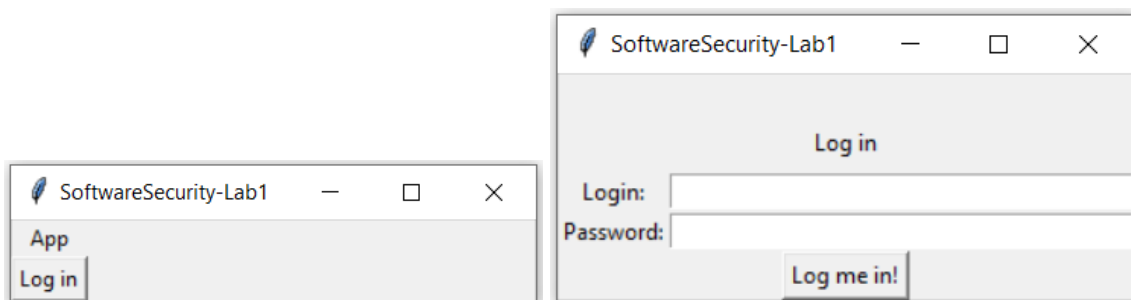 SoftwareSecurity-Lab1
App
Log in
SoftwareSecurity-Lab1
Log in
Login:
Password:
Log me in!